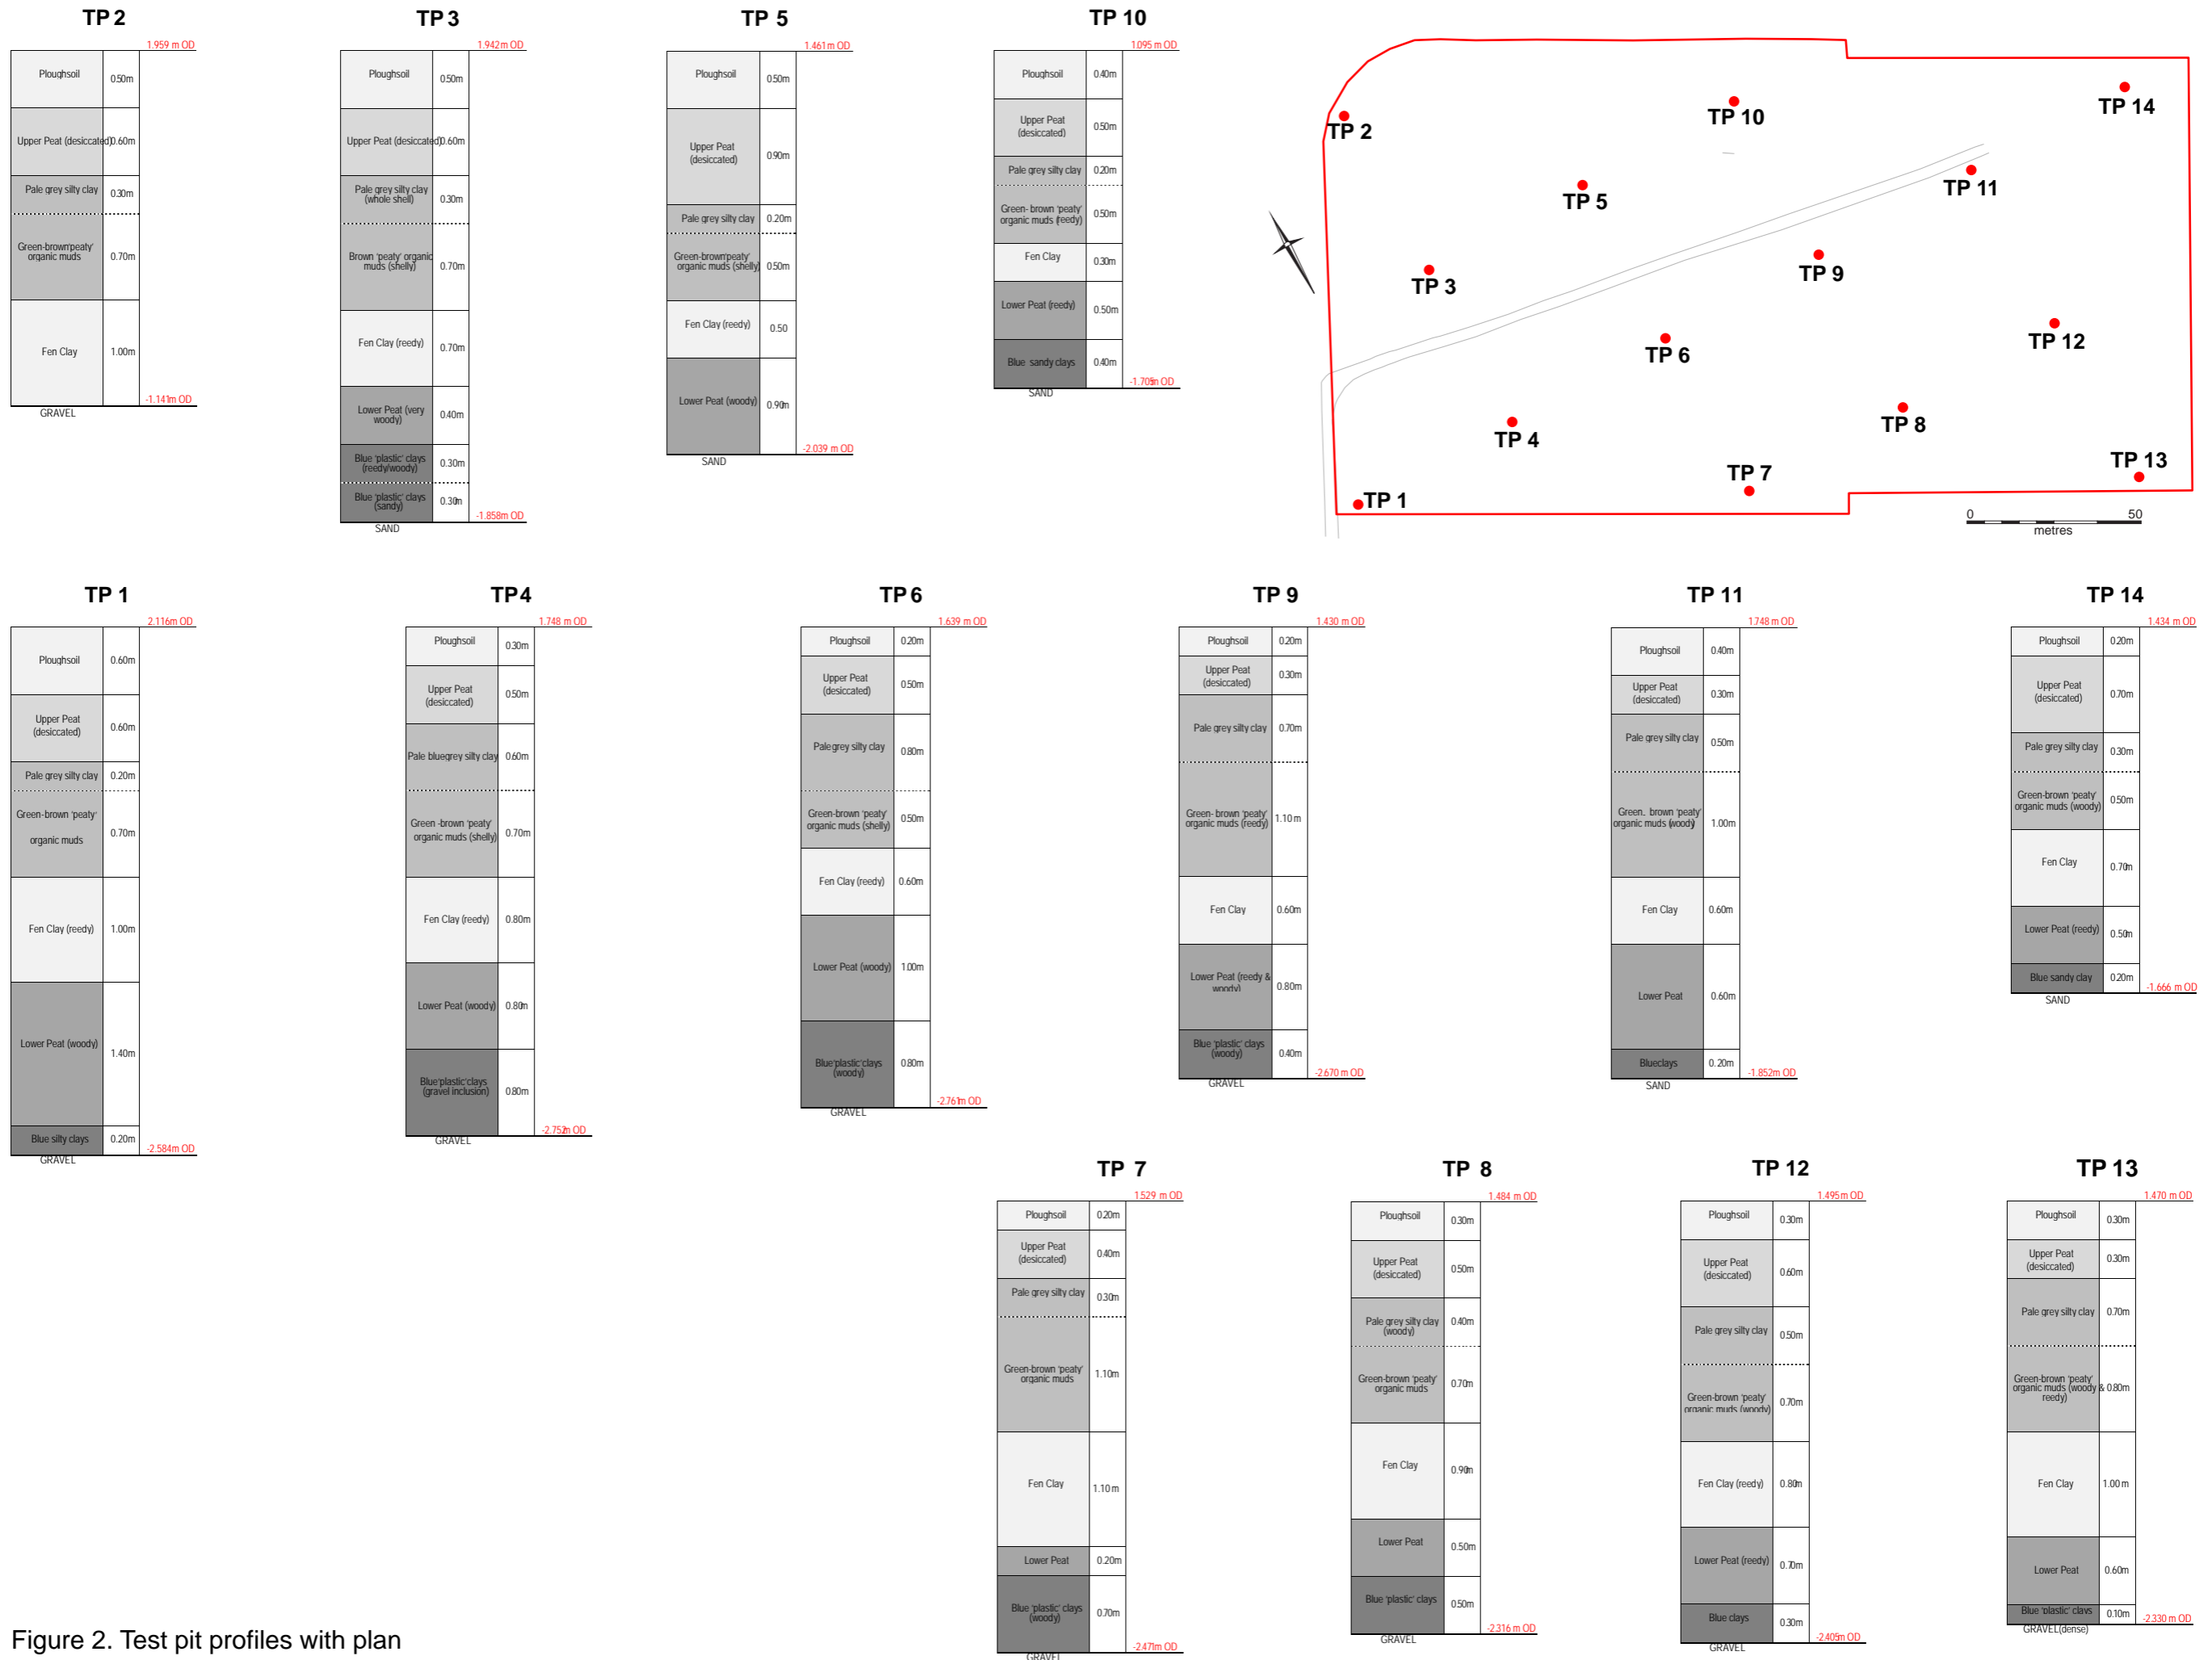 TP 2
1.959 m OD
Ploughsoil
0.50m
Upper Peat (desiccated)
0.60m
Pale grey silty clay
0.30m
Green-brown 'peaty'
organic muds
0.70m
Fen Clay
1.00m
-1.141m OD
GRAVEL
TP 3
1.942m OD
Ploughsoil
0.50m
Upper Peat (desiccated)
0.60m
Pale grey silty clay
(whole shell)
0.30m
Brown 'peaty' organic
muds (shelly)
0.70m
Fen Clay (reedy)
0.70m
Lower Peat (very
woody)
0.40m
Blue 'plastic' clays
(reedy/woody)
0.30m
Blue 'plastic' clays
(sandy)
0.30m
-1.858m OD
SAND
TP 5
1.461m OD
Ploughsoil
0.50m
Upper Peat
(desiccated)
0.90m
Pale grey silty clay
0.20m
Green-brown 'peaty'
organic muds (shelly)
0.50m
Fen Clay (reedy)
0.50
Lower Peat (woody)
0.90m
-2.039 m OD
SAND
TP 10
1.095m OD
Ploughsoil
0.40m
Upper Peat
(desiccated)
0.50m
Pale grey silty clay
0.20m
Green-brown 'peaty'
organic muds (reedy)
0.50m
Fen Clay
0.30m
Lower Peat (reedy)
0.50m
Blue sandy clays
0.40m
-1.705m OD
SAND
TP 2
TP 10
TP 14
TP 5
TP 11
TP 3
TP 9
TP 6
TP 12
TP 4
TP 8
TP 7
TP 13
TP 1
0 50
metres
TP 1
2.116m OD
Ploughsoil
0.60m
Upper Peat
(desiccated)
0.60m
Pale grey silty clay
0.20m
Green-brown 'peaty'
organic muds
0.70m
Fen Clay (reedy)
1.00m
Lower Peat (woody)
1.40m
Blue silty clays
0.20m
-2.584m OD
GRAVEL
TP4
1.748 m OD
Ploughsoil
0.30m
Upper Peat
(desiccated)
0.50m
Pale bluegrey silty clay
0.60m
Green -brown 'peaty'
organic muds (shelly)
0.70m
Fen Clay (reedy)
0.80m
Lower Peat (woody)
0.80m
Blue'plastic'clays
(gravel inclusion)
0.80m
-2.752m OD
GRAVEL
TP 6
1.639 m OD
Ploughsoil
0.20m
Upper Peat
(desiccated)
0.50m
Pale grey silty clay
0.80m
Green-brown 'peaty'
organic muds (shelly)
0.50m
Fen Clay (reedy)
0.60m
Lower Peat (woody)
1.00m
Blue'plastic'clays
(woody)
0.80m
-2.761m OD
GRAVEL
TP 9
1.430 m OD
Ploughsoil
0.20m
Upper Peat
(desiccated)
0.30m
Pale grey silty clay
0.70m
Green- brown 'peaty'
organic muds (reedy)
1.10 m
Fen Clay
0.60m
Lower Peat (reedy &
woody)
0.80m
Blue 'plastic' clays
(woody)
0.40m
-2.670 m OD
GRAVEL
TP 11
1.748 m OD
Ploughsoil
0.40m
Upper Peat
(desiccated)
0.30m
Pale grey silty clay
0.50m
Green. brown 'peaty'
organic muds (woody)
1.00m
Fen Clay
0.60m
Lower Peat
0.60m
Blueclays
0.20m
-1.852m OD
SAND
TP 14
1.434 m OD
Ploughsoil
0.20m
Upper Peat
(desiccated)
0.70m
Pale grey silty clay
0.30m
Green-brown 'peaty'
organic muds (woody)
0.50m
Fen Clay
0.70m
Lower Peat (reedy)
0.50m
Blue sandy clay
0.20m
-1.666 m OD
SAND
TP 7
1.529 m OD
Ploughsoil
0.20m
Upper Peat
(desiccated)
0.40m
Pale grey silty clay
0.30m
Green-brown 'peaty'
organic muds
1.10m
Fen Clay
1.10 m
Lower Peat
0.20m
Blue 'plastic' clays
(woody)
0.70m
-2.471m OD
GRAVEL
TP 8
1.484 m OD
Ploughsoil
0.30m
Upper Peat
(desiccated)
0.50m
Pale grey silty clay
(woody)
0.40m
Green-brown 'peaty'
organic muds
0.70m
Fen Clay
0.90m
Lower Peat
0.50m
Blue 'plastic' clays
0.50m
-2.316 m OD
GRAVEL
TP 12
1.495m OD
Ploughsoil
0.30m
Upper Peat
(desiccated)
0.60m
Pale grey silty clay
0.50m
Green-brown 'peaty'
organic muds (woody)
0.70m
Fen Clay (reedy)
0.80m
Lower Peat (reedy)
0.70m
Blue clays
0.30m
-2.405m OD
GRAVEL
TP 13
1.470 m OD
Ploughsoil
0.30m
Upper Peat
(desiccated)
0.30m
Pale grey silty clay
0.70m
Green-brown 'peaty'
organic muds (woody &
reedy)
0.80m
Fen Clay
1.00 m
Lower Peat
0.60m
Blue 'plastic' clays
0.10m
-2.330 m OD
GRAVEL(dense)
Figure 2. Test pit profiles with plan